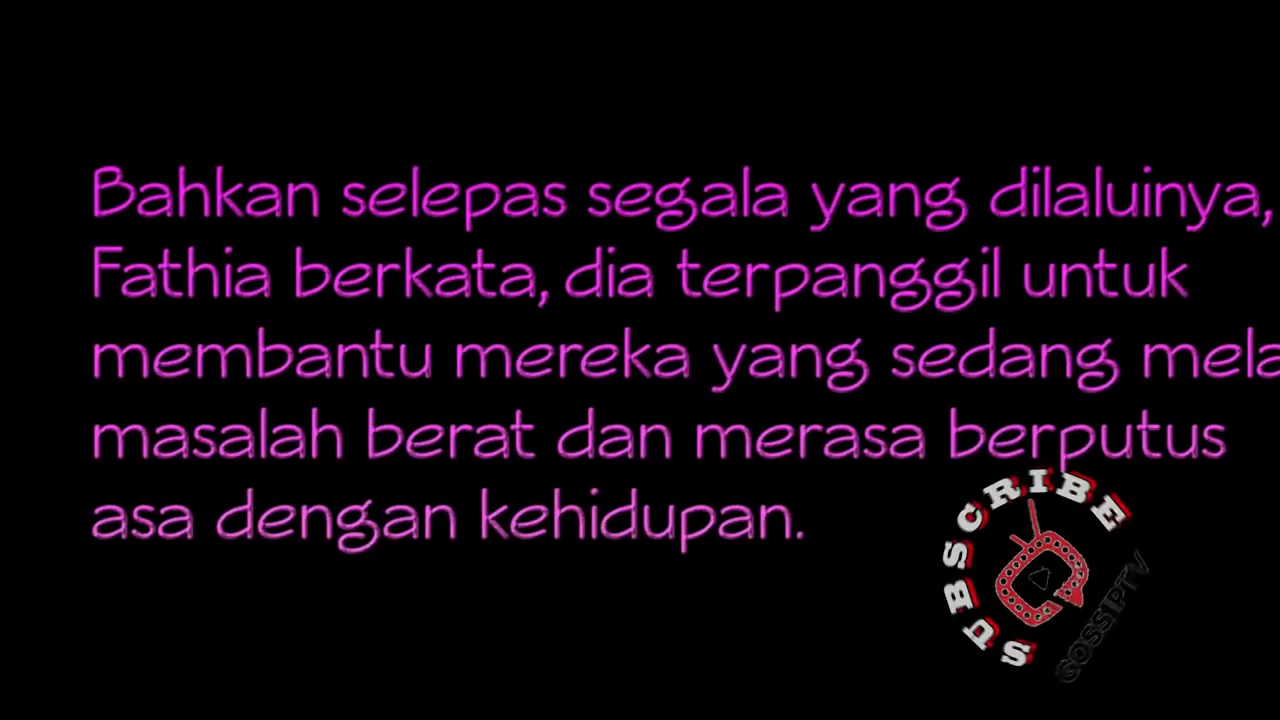 Bahkan selepas segala yang dilaluinya,
Fathia berkata, dia terpanggil untuk
membantu mereka yang sedang
masalah berat dan merasa berputus
asa dengan kehidupan.
SUBSCRIBE
GOSSIPTV